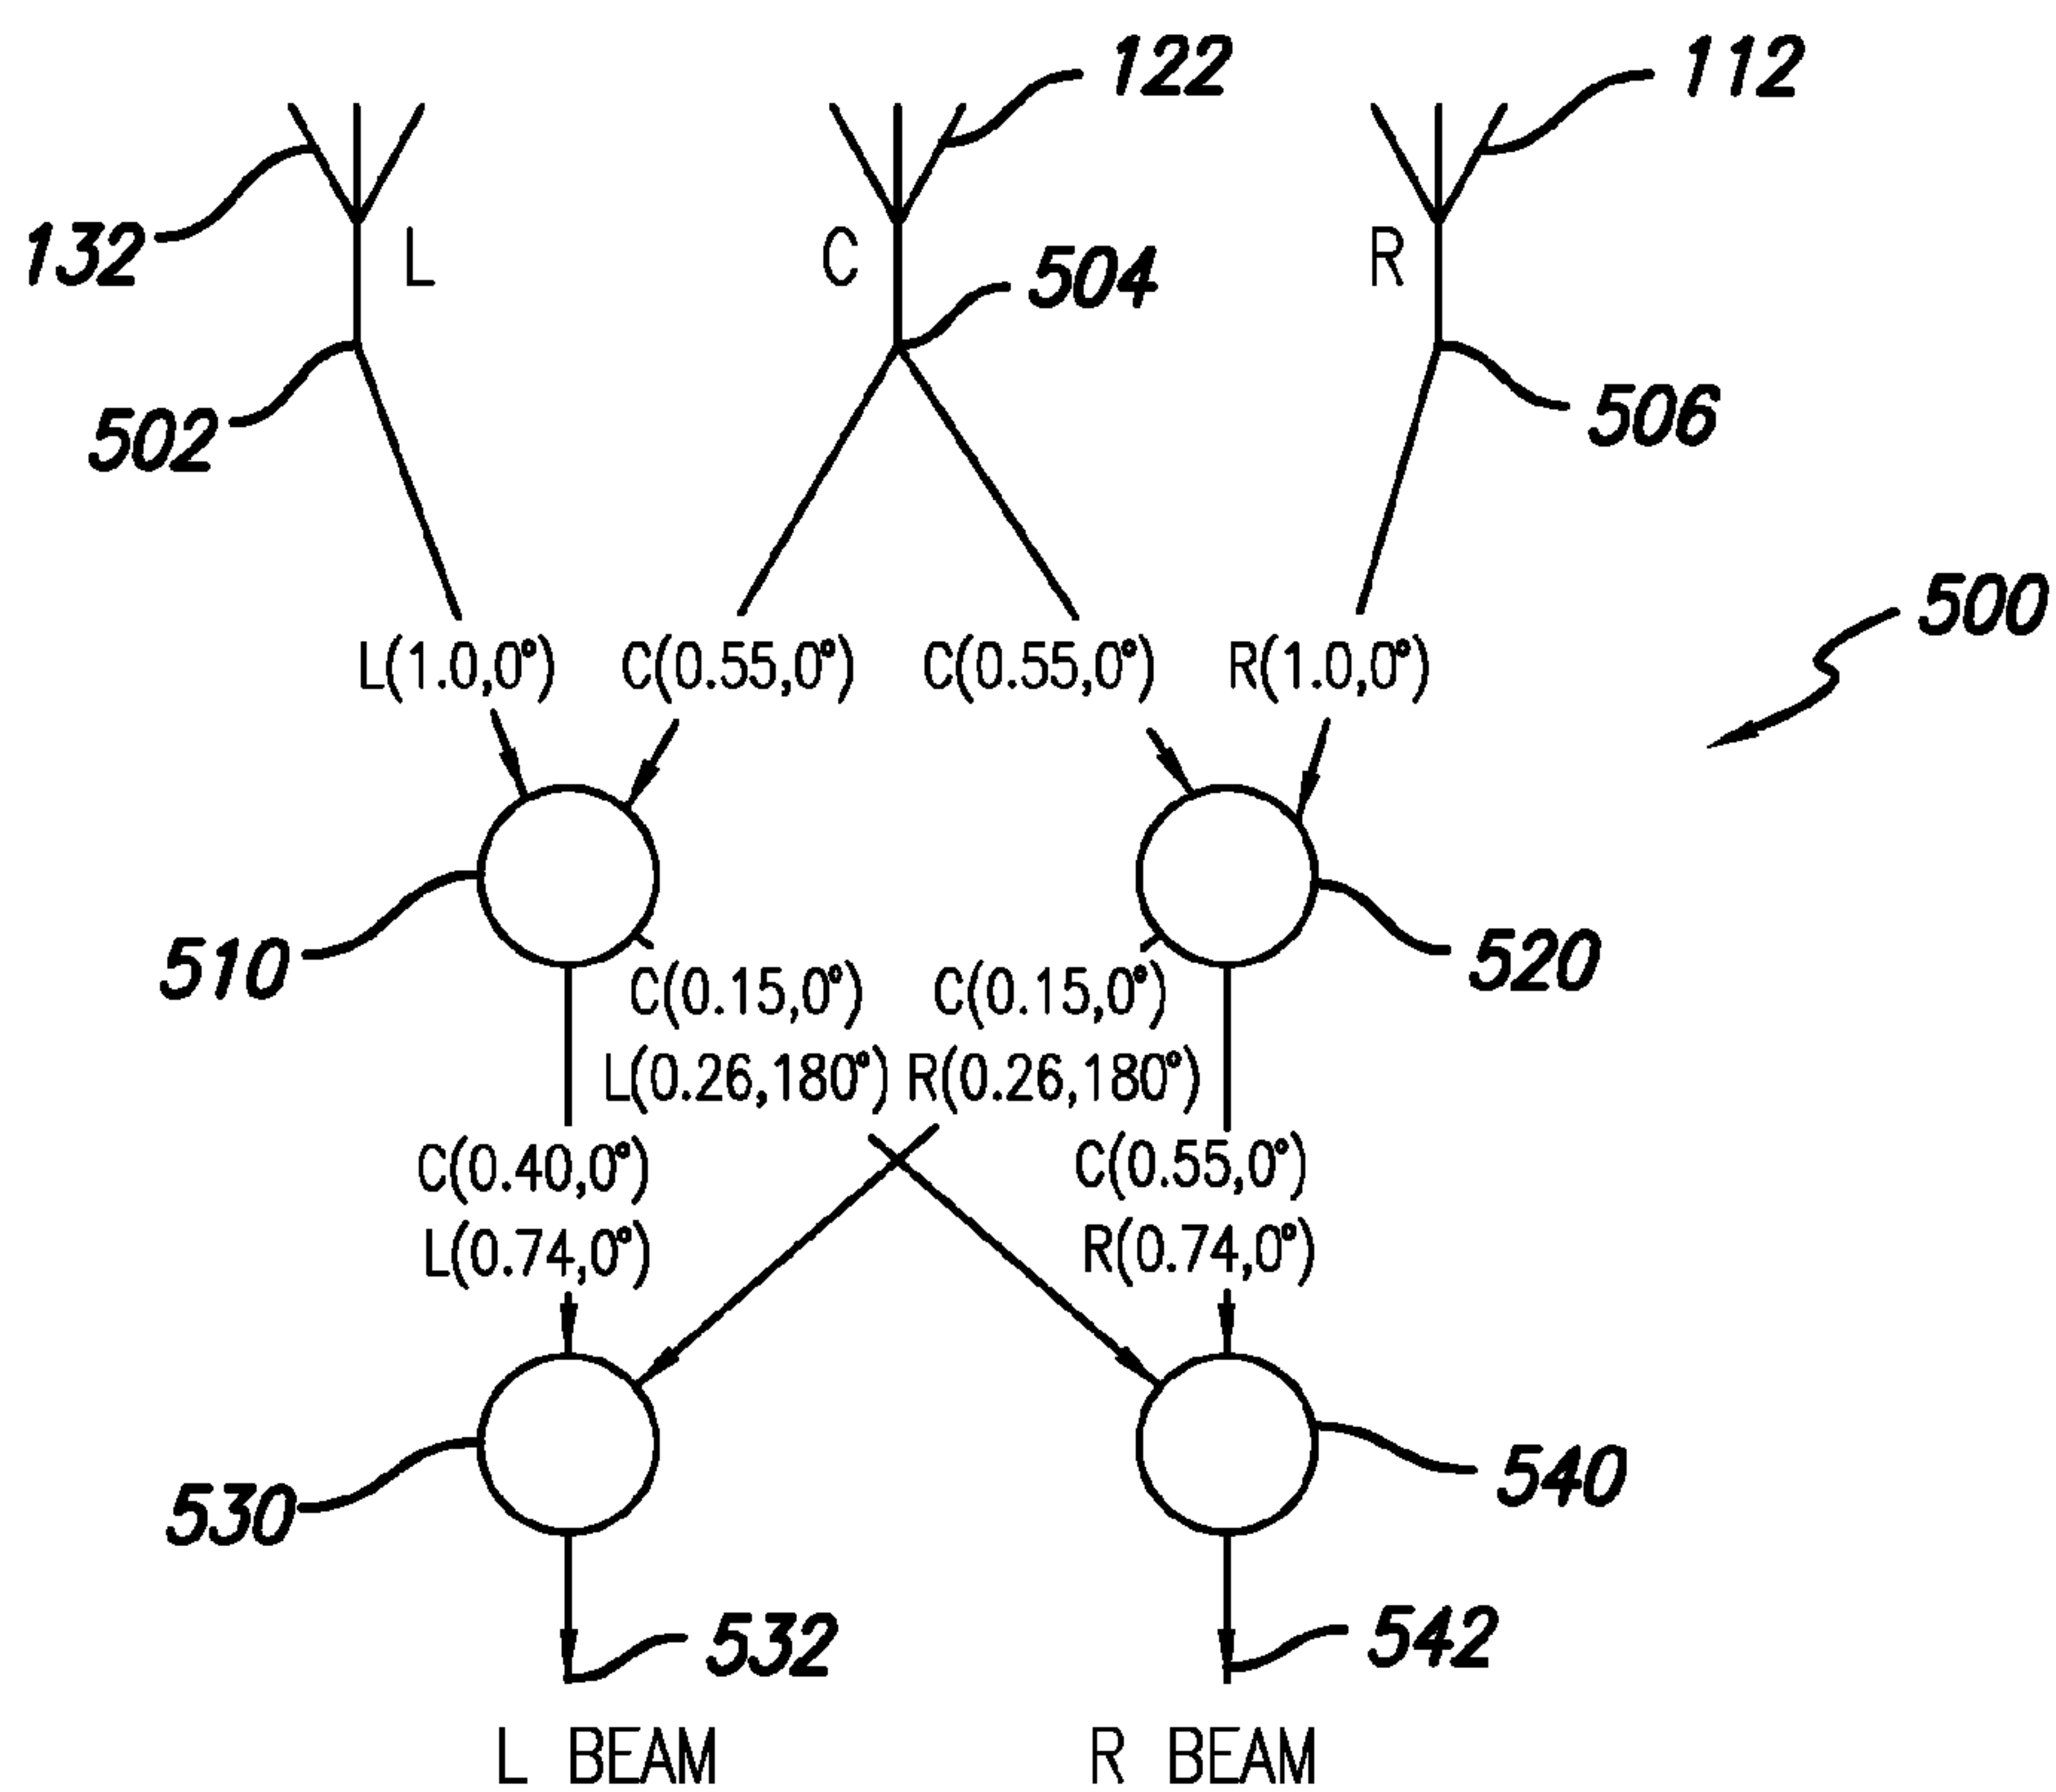 122
112
132
L
C
R
504
502
506
500
L(1.0,0°)
C(0.55,0°)
C(0.55,0°)
R(1.0,0°)
510
520
C(0.15,0°)
C(0.15,0°)
L(0.26,180°)
R(0.26,180°)
C(0.40,0°)
C(0.55,0°)
L(0.74,0°)
R(0.74,0°)
530
540
532
542
L BEAM
R BEAM